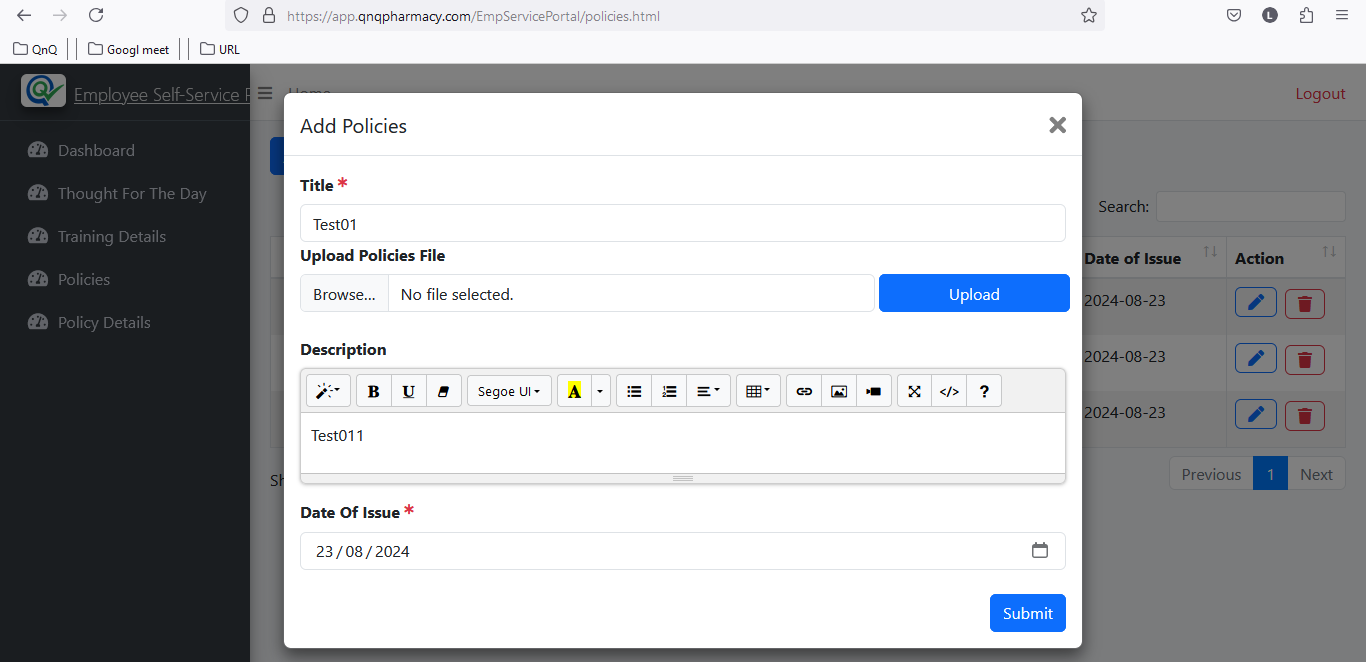 https://app.qnqpharmacy.com/EmpServicePortal/policies.html
L
QnQ
Googl meet
URL
Employee Self-Service
Home
Logout
Dashboard
Thought For The Day
Training Details
Policies
Policy Details
Add Policies
Title *
Test01
Upload Policies File
Browse... No file selected.
Upload
Description
B U Segoe UI A </> ?
Test011
Date Of Issue *
23/08/2024
Submit
Search:
Date of Issue Action
2024-08-23
2024-08-23
2024-08-23
Previous 1 Next